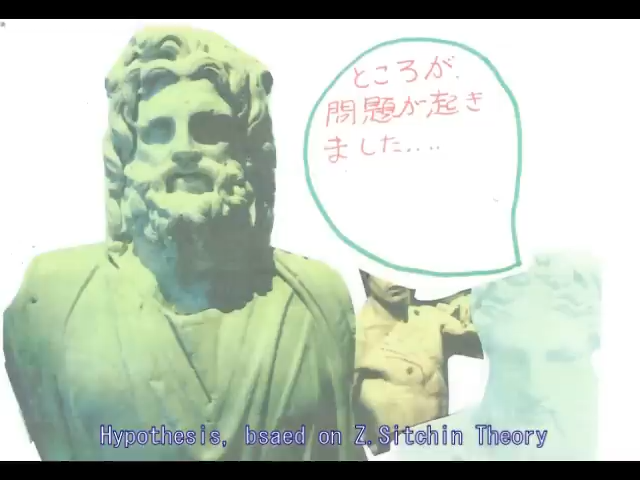 ところが、
問題が起き
ました....
Hypothesis, bsaed on Z.Sitchin Theory